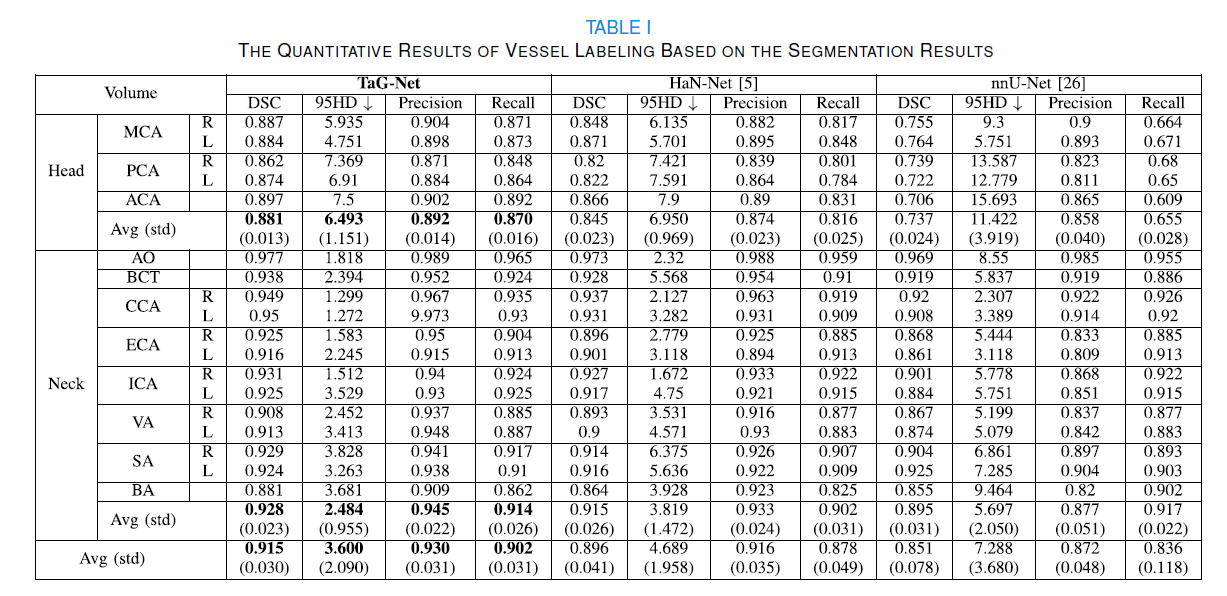 TABLE I
THE QUANTITATIVE RESULTS OF VESSEL LABELING BASED ON THE SEGMENTATION RESULTS
Volume TaG-Net HaN-Net [5] nnU-Net [26]
DSC 95HD ↓ Precision Recall DSC 95HD ↓ Precision Recall DSC 95HD ↓ Precision Recall
Head MCA R 0.887 5.935 0.904 0.871 0.848 6.135 0.882 0.817 0.755 9.3 0.9 0.664
L 0.884 4.751 0.898 0.873 0.871 5.701 0.895 0.848 0.764 5.751 0.893 0.671
PCA R 0.862 7.369 0.871 0.848 0.82 7.421 0.839 0.801 0.739 13.587 0.823 0.68
L 0.874 6.91 0.884 0.864 0.822 7.591 0.864 0.784 0.722 12.779 0.811 0.65
ACA 0.897 7.5 0.902 0.892 0.866 7.9 0.89 0.831 0.706 15.693 0.865 0.609
Avg (std) 0.881 6.493 0.892 0.870 0.845 6.950 0.874 0.816 0.737 11.422 0.858 0.655
(0.013) (1.151) (0.014) (0.016) (0.023) (0.969) (0.023) (0.025) (0.024) (3.919) (0.040) (0.028)
Neck AO 0.977 1.818 0.989 0.965 0.973 2.32 0.988 0.959 0.969 8.55 0.985 0.955
BCT 0.938 2.394 0.952 0.924 0.928 5.568 0.954 0.91 0.919 5.837 0.919 0.886
CCA R 0.949 1.299 0.967 0.935 0.937 2.127 0.963 0.919 0.92 2.307 0.922 0.926
L 0.95 1.272 9.973 0.93 0.931 3.282 0.931 0.909 0.908 3.389 0.914 0.92
ECA R 0.925 1.583 0.95 0.904 0.896 2.779 0.925 0.885 0.868 5.444 0.833 0.885
L 0.916 2.245 0.915 0.913 0.901 3.118 0.894 0.913 0.861 3.118 0.809 0.913
ICA R 0.931 1.512 0.94 0.924 0.927 1.672 0.933 0.922 0.901 5.778 0.868 0.922
L 0.925 3.529 0.93 0.925 0.917 4.75 0.921 0.915 0.884 5.751 0.851 0.915
VA R 0.908 2.452 0.937 0.885 0.893 3.531 0.916 0.877 0.867 5.199 0.837 0.877
L 0.913 3.413 0.948 0.887 0.9 4.571 0.93 0.883 0.874 5.079 0.842 0.883
SA R 0.929 3.828 0.941 0.917 0.914 6.375 0.926 0.907 0.904 6.861 0.897 0.893
L 0.924 3.263 0.938 0.91 0.916 5.636 0.922 0.909 0.925 7.285 0.904 0.903
BA 0.881 3.681 0.909 0.862 0.864 3.928 0.923 0.825 0.855 9.464 0.82 0.902
Avg (std) 0.928 2.484 0.945 0.914 0.915 3.819 0.933 0.902 0.895 5.697 0.877 0.917
(0.023) (0.955) (0.022) (0.026) (0.026) (1.472) (0.024) (0.031) (0.031) (2.050) (0.051) (0.022)
Avg (std) 0.915 3.600 0.930 0.902 0.896 4.689 0.916 0.878 0.851 7.288 0.872 0.836
(0.030) (2.090) (0.031) (0.031) (0.041) (1.958) (0.035) (0.049) (0.078) (3.680) (0.048) (0.118)